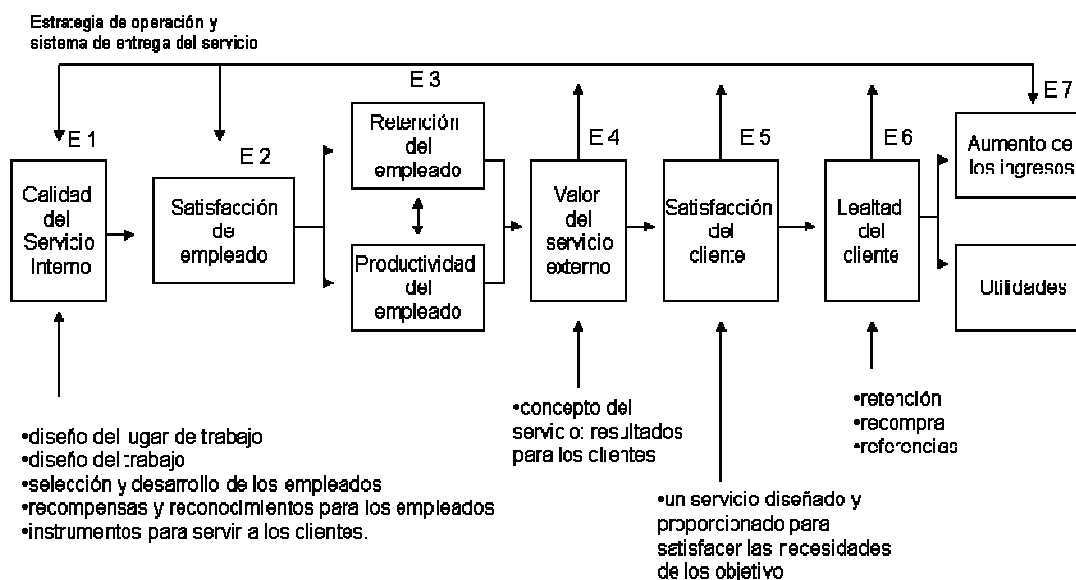 Estrategia de operación y
sistema de entrega del servicio
E 1
Calidad
del
Servicio
Interno
E 2
Satisfacción
de
empleado
E 3
Retención
del
empleado
Productividad
del
empleado
E 4
Valor
del
servicio
externo
E 5
Satisfacción
del
cliente
E 6
Lealtad
del
cliente
E 7
Aumento de
los ingresos
Utilidades
•diseño del lugar de trabajo
•diseño del trabajo
•selección y desarrollo de los empleados
•recompensas y reconocimientos para los empleados
•instrumentos para servir a los clientes.
•concepto del
servicio: resultados
para los clientes
•un servicio diseñado y
proporcionado para
satisfacer las necesidades
de los objetivo
•retención
•recompra
•referencias